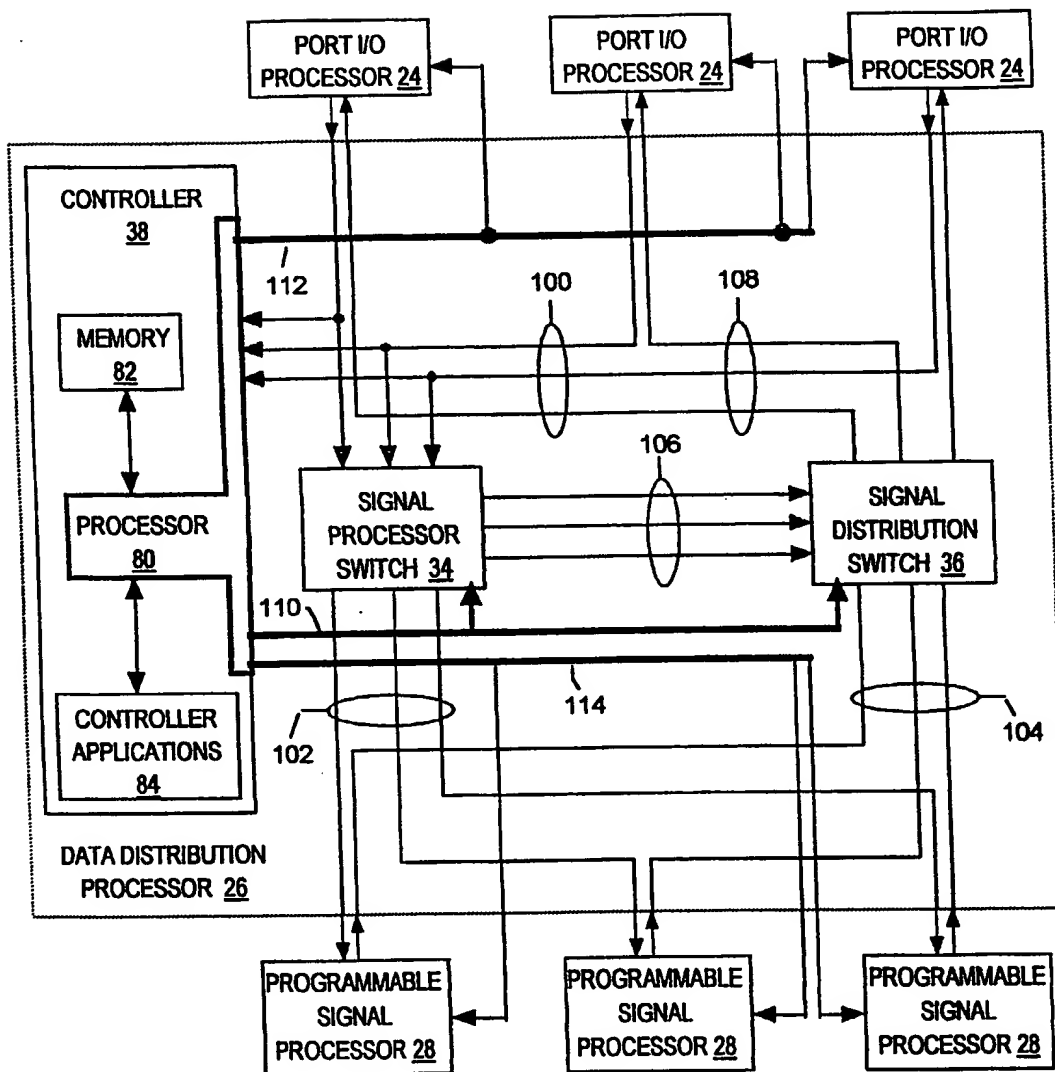 PORT I/O
PROCESSOR 24
PORT I/O
PROCESSOR 24
PORT I/O
PROCESSOR 24
CONTROLLER
38
112
100
108
MEMORY
82
106
PROCESSOR
80
SIGNAL
PROCESSOR
SWITCH 34
SIGNAL
DISTRIBUTION
SWITCH 36
110
114
102
104
CONTROLLER
APPLICATIONS
84
DATA DISTRIBUTION
PROCESSOR 26
PROGRAMMABLE
SIGNAL
PROCESSOR 28
PROGRAMMABLE
SIGNAL
PROCESSOR 28
PROGRAMMABLE
SIGNAL
PROCESSOR 28